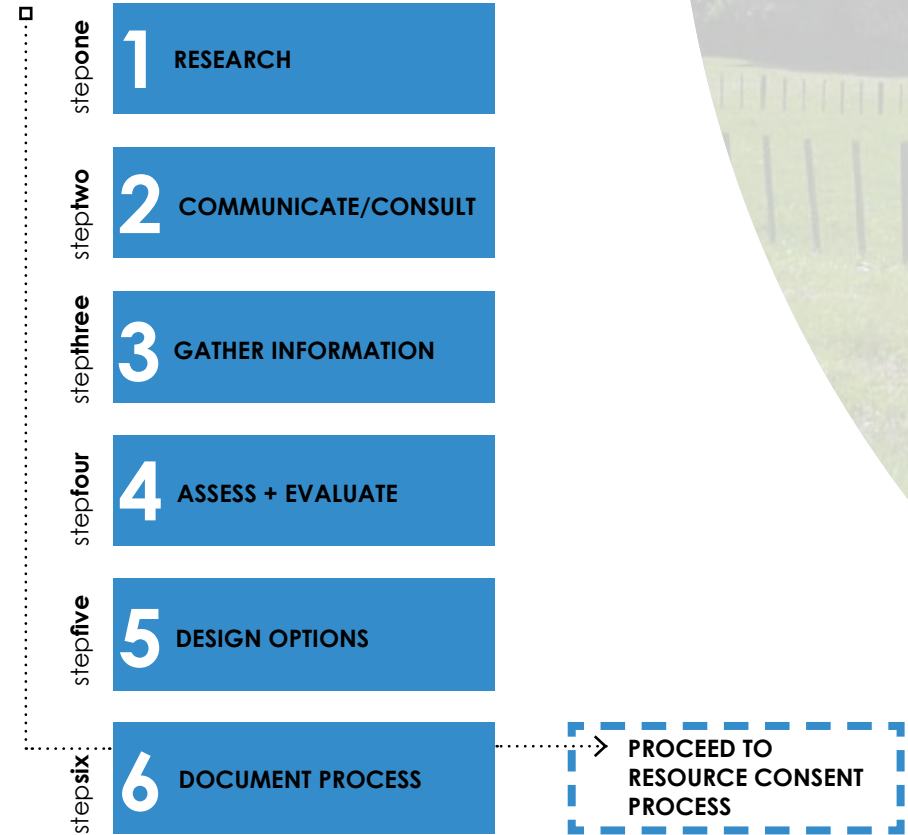 stepone
1
RESEARCH
steptwo
2
COMMUNICATE/CONSULT
stepthree
3
GATHER INFORMATION
stepfour
4
ASSESS + EVALUATE
stepfive
5
DESIGN OPTIONS
stepsix
6
DOCUMENT PROCESS
PROCEED TO
RESOURCE CONSENT
PROCESS